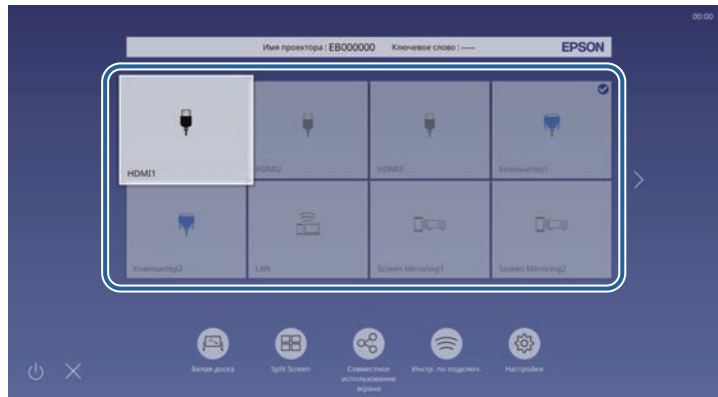 00:00
Имя проектора : EB000000 Ключевое слово : ---- EPSON
HDMI1
HDMI2
HDMI3
Компьютер1
Компьютер2
LAN
Screen Mirroring1
Screen Mirroring2
Белая доска
Split Screen
Совместное
использование
экрана
Инстр. по подключ.
Настройки